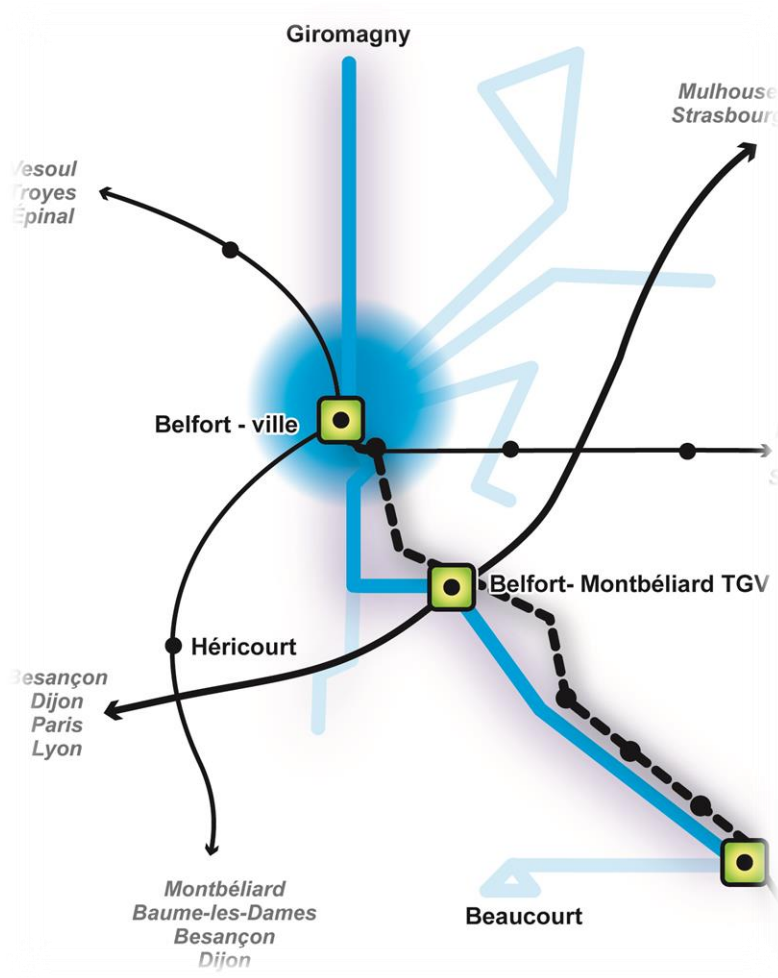 Giromagny
Mulhouse
Strasbourg
Vesoul
Troyes
Épinal
Belfort - ville
Belfort- Montbéliard TGV
Héricourt
Besançon
Dijon
Paris
Lyon
Montbéliard
Baume-les-Dames
Besançon
Dijon
Beaucourt